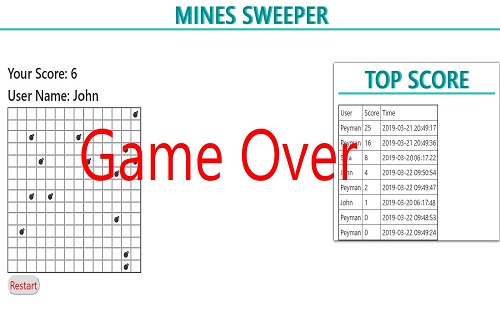 MINES SWEEPER
Your Score: 6
User Name: John
Game Over
Restart
TOP SCORE
User Score Time
Peyman 25 2019-03-21 20:49:17
Peyman 16 2019-03-21 20:49:36
8 2019-03-20 06:17:22
John 4 2019-03-22 09:50:54
Peyman 2 2019-03-22 09:49:47
John 1 2019-03-20 06:17:48
Peyman 0 2019-03-22 09:48:53
Peyman 0 2019-03-22 09:49:24